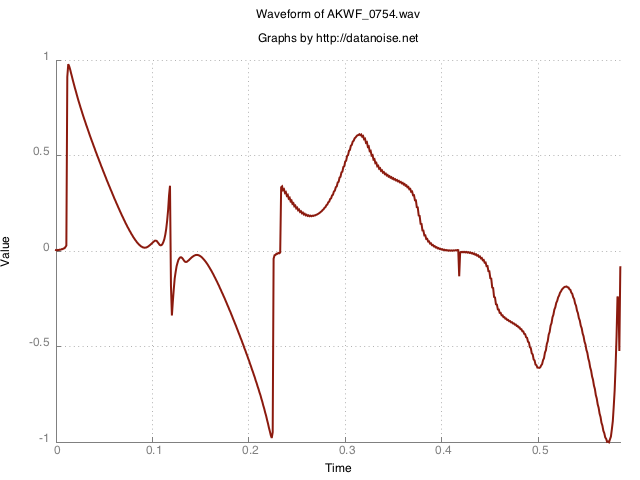 Waveform of AKWF_0754.wav
Graphs by http://datanoise.net
1
0.5
0
-0.5
-1
Value
0 0.1 0.2 0.3 0.4 0.5
Time